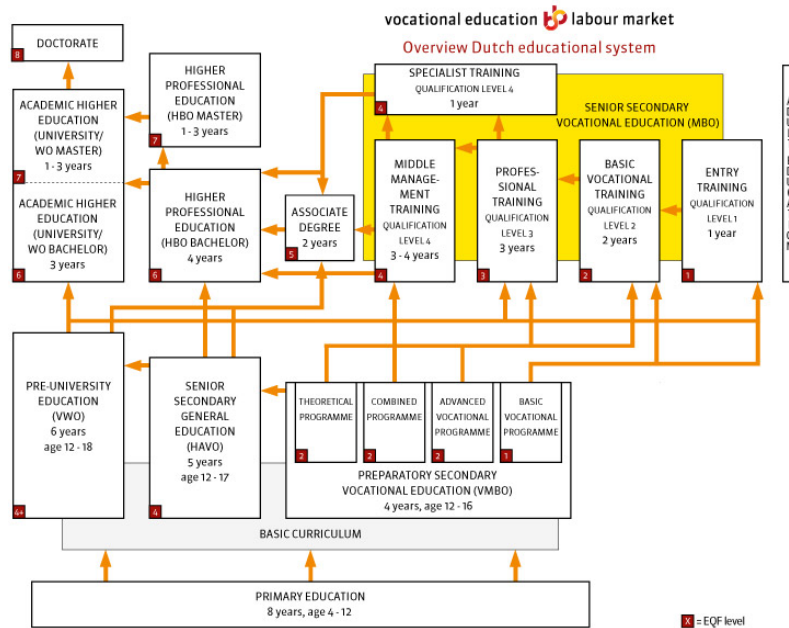 vocational education labour market
Overview Dutch educational system
8
DOCTORATE
ACADEMIC HIGHER
EDUCATION
(UNIVERSITY/
WO MASTER)
1 - 3 years
7
ACADEMIC HIGHER
EDUCATION
(UNIVERSITY/
WO BACHELOR)
3 years
6
HIGHER
PROFESSIONAL
EDUCATION
(HBO MASTER)
1 - 3 years
7
HIGHER
PROFESSIONAL
EDUCATION
(HBO BACHELOR)
4 years
6
ASSOCIATE
DEGREE
2 years
5
SPECIALIST TRAINING
QUALIFICATION LEVEL 4
1 year
4
SENIOR SECONDARY
VOCATIONAL EDUCATION (MBO)
MIDDLE
MANAGE-
MENT
TRAINING
QUALIFICATION
LEVEL 4
3 - 4 years
4
PROFES-
SIONAL
TRAINING
QUALIFICATION
LEVEL 3
3 years
3
BASIC
VOCATIONAL
TRAINING
QUALIFICATION
LEVEL 2
2 years
2
ENTRY
TRAINING
QUALIFICATION
LEVEL 1
1 year
1
PRE-UNIVERSITY
EDUCATION
(VWO)
6 years
age 12 - 18
4+
SENIOR
SECONDARY
GENERAL
EDUCATION
(HAVO)
5 years
age 12 - 17
4
THEORETICAL
PROGRAMME
2
COMBINED
PROGRAMME
2
ADVANCED
VOCATIONAL
PROGRAMME
2
BASIC
VOCATIONAL
PROGRAMME
1
PREPARATORY SECONDARY
VOCATIONAL EDUCATION (VMBO)
4 years, age 12 - 16
BASIC CURRICULUM
PRIMARY EDUCATION
8 years, age 4 - 12
X = EQF level